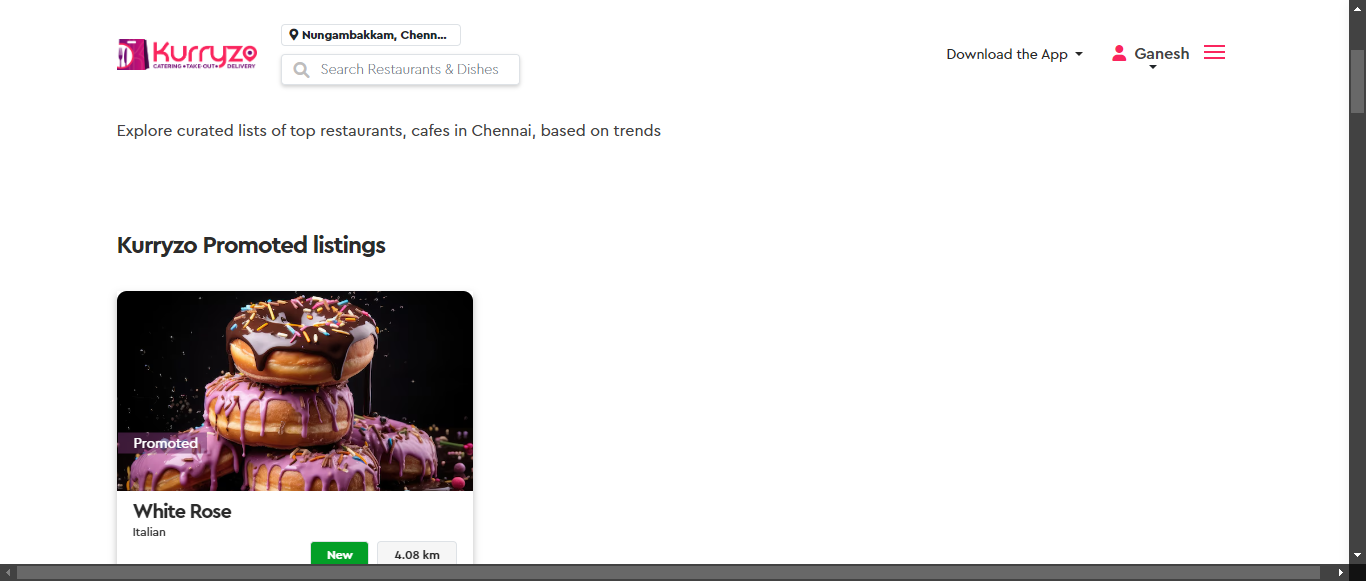 Nungambakkam, Chenn...
Kurryzo
CATERING • TAKE-OUT • DELIVERY
Search Restaurants & Dishes
Download the App
Ganesh
Explore curated lists of top restaurants, cafes in Chennai, based on trends
Kurryzo Promoted listings
Promoted
White Rose
Italian
New
4.08 km